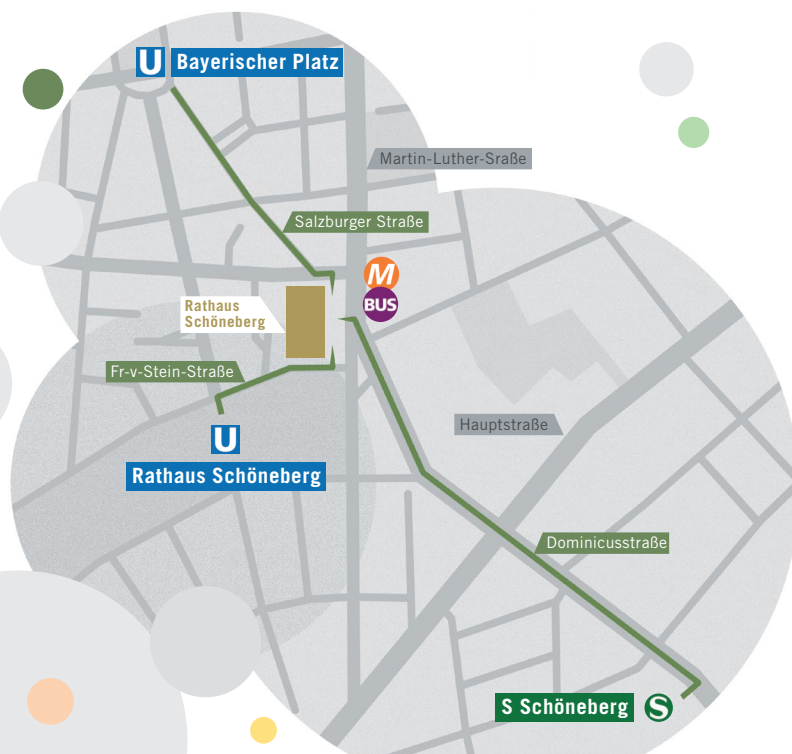 U Bayerischer Platz
Martin-Luther-Sraße
Salzburger Straße
M
BUS
Rathaus
Schöneberg
Fr-v-Stein-Straße
Hauptstraße
U
Rathaus Schöneberg
Dominicusstraße
S Schöneberg S